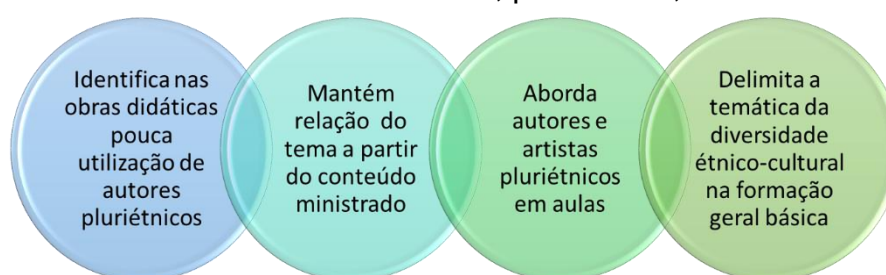 Identifica nas
obras didáticas
pouca
utilização de
autores
pluriétnicos
Mantém
relação do
tema a partir
do conteúdo
ministrado
Aborda
autores e
artistas
pluriétnicos
em aulas
Delimita a
temática da
diversidade
étnico-cultural
na formação
geral básica